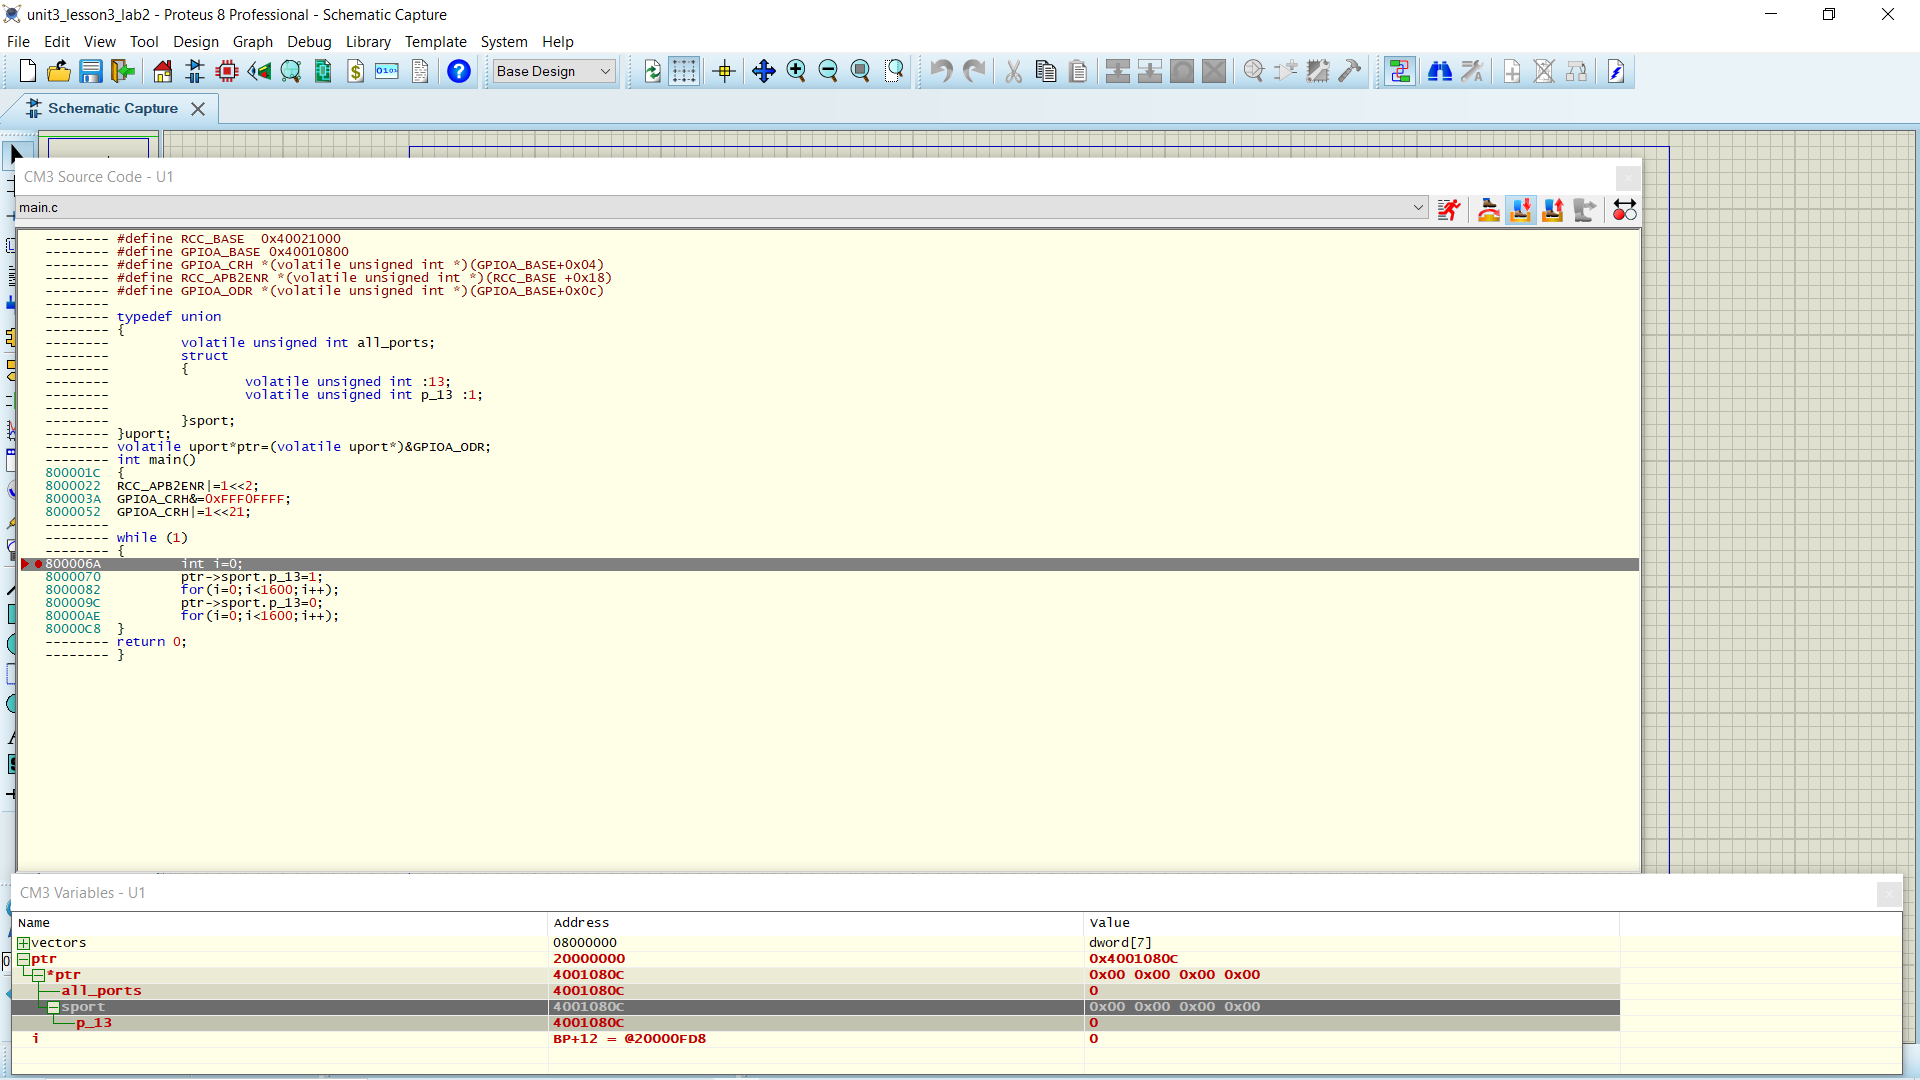 unit3_lesson3_lab2 - Proteus 8 Professional - Schematic Capture
File Edit View Tool Design Graph Debug Library Template System Help
Base Design
Schematic Capture
CM3 Source Code - U1
main.c
-------- #define RCC_BASE  0x40021000
-------- #define GPIOA_BASE 0x40010800
-------- #define GPIOA_CRH *(volatile unsigned int *)(GPIOA_BASE+0x04)
-------- #define RCC_APB2ENR *(volatile unsigned int *)(RCC_BASE +0x18)
-------- #define GPIOA_ODR *(volatile unsigned int *)(GPIOA_BASE+0x0c)
--------
-------- typedef union
-------- {
--------         volatile unsigned int all_ports;
--------         struct
--------         {
--------                 volatile unsigned int :13;
--------                 volatile unsigned int p_13 :1;
--------
--------         }sport;
-------- }uport;
-------- volatile uport*ptr=(volatile uport*)&GPIOA_ODR;
-------- int main()
800001C  {
8000022  RCC_APB2ENR|=1<<2;
800003A  GPIOA_CRH&=0xFFF0FFFF;
8000052  GPIOA_CRH|=1<<21;
--------
-------- while (1)
-------- {
800006A          int i=0;
8000070          ptr->sport.p_13=1;
8000082          for(i=0;i<1600;i++);
800009C          ptr->sport.p_13=0;
80000AE          for(i=0;i<1600;i++);
80000C8  }
-------- return 0;
-------- }
CM3 Variables - U1
Name Address Value
vectors 08000000 dword[7]
ptr 20000000 0x4001080C
*ptr 4001080C 0x00 0x00 0x00 0x00
all_ports 4001080C 0
sport 4001080C 0x00 0x00 0x00 0x00
p_13 4001080C 0
i BP+12 = @20000FD8 0